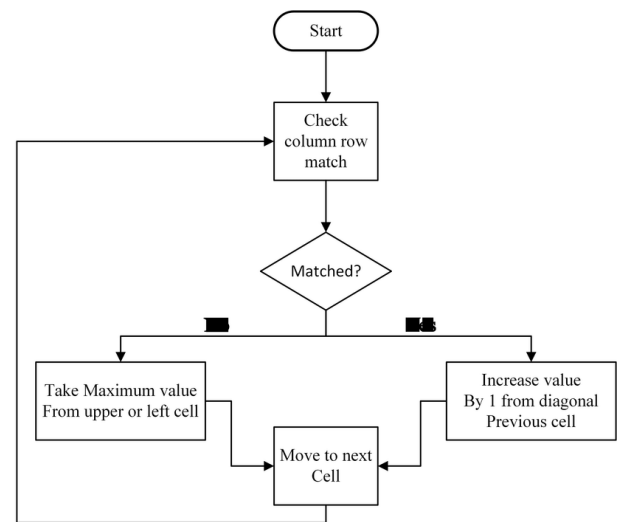 Start
Check
column row
match
Matched?
Take Maximum value
From upper or left cell
Increase value
By 1 from diagonal
Previous cell
Move to next
Cell